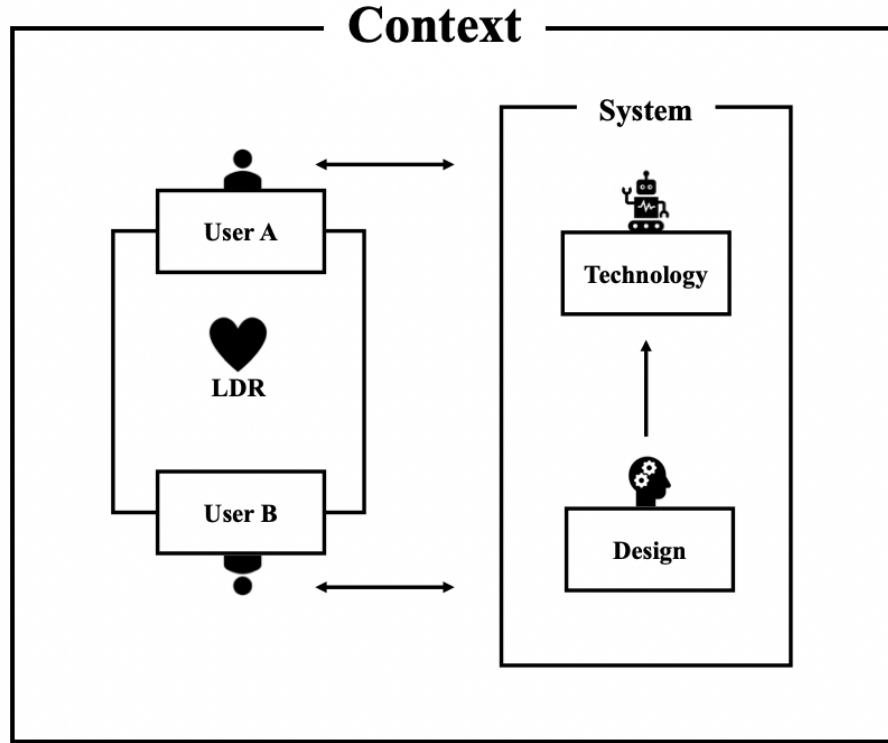 Context
System
User A
Technology
LDR
User B
Design